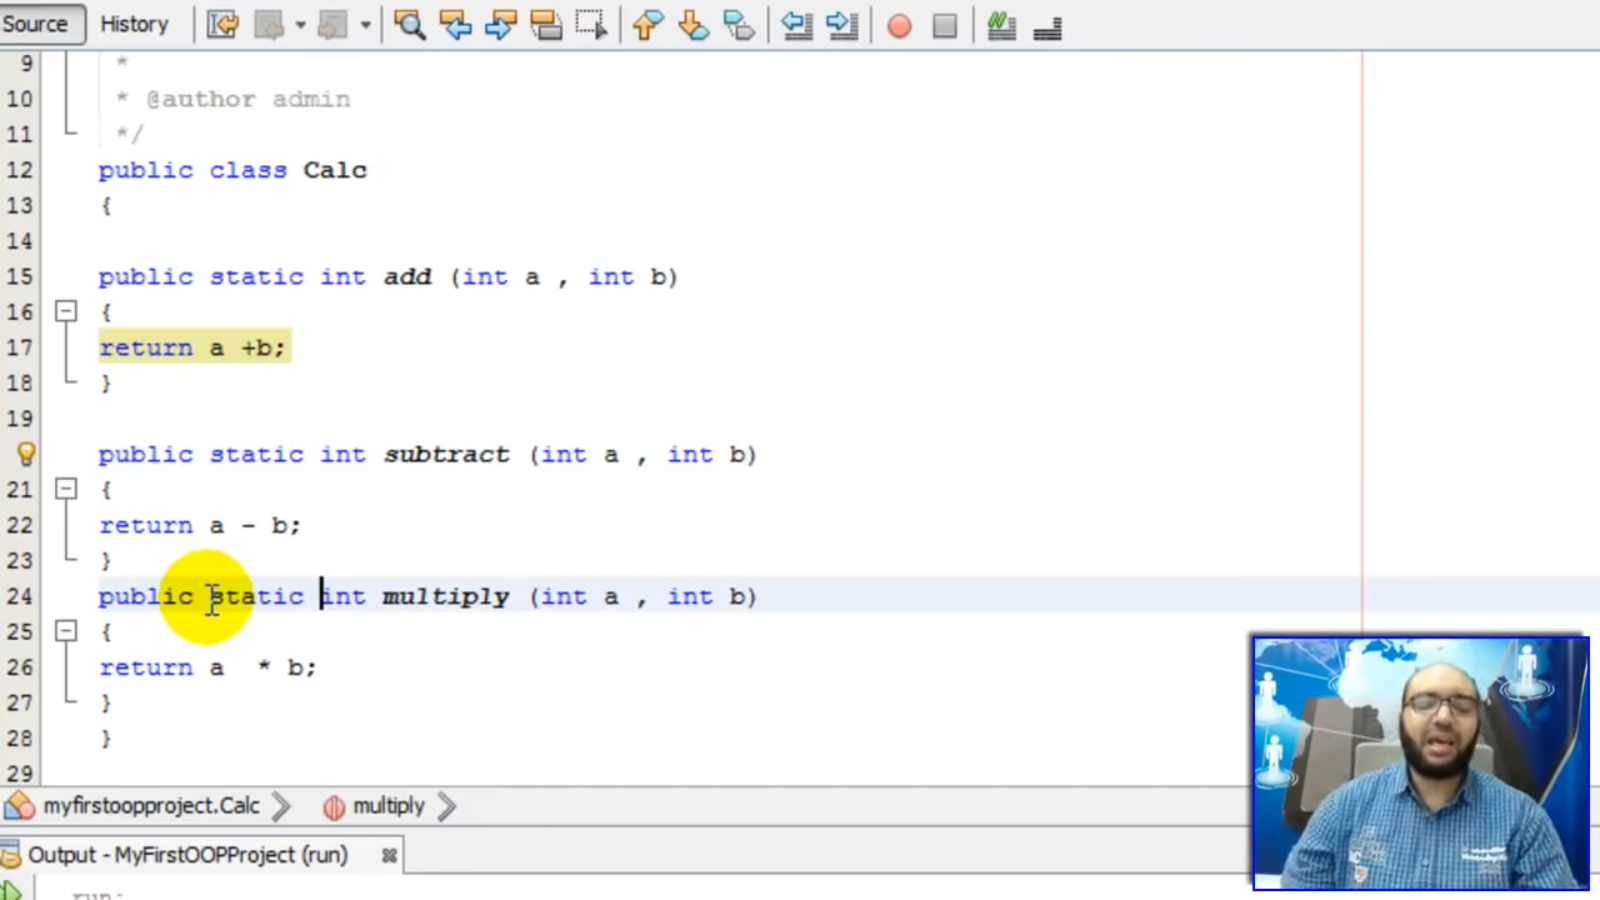 Source History
9 *
10 * @author admin
11 */
12 public class Calc
13 {
14
15 public static int add (int a , int b)
16 {
17 return a +b;
18 }
19
public static int subtract (int a , int b)
21 {
22 return a - b;
23 }
24 public static int multiply (int a , int b)
25 {
26 return a * b;
27 }
28 }
29
myfirstoopproject.Calc multiply
Output - MyFirstOOPProject (run)
run: